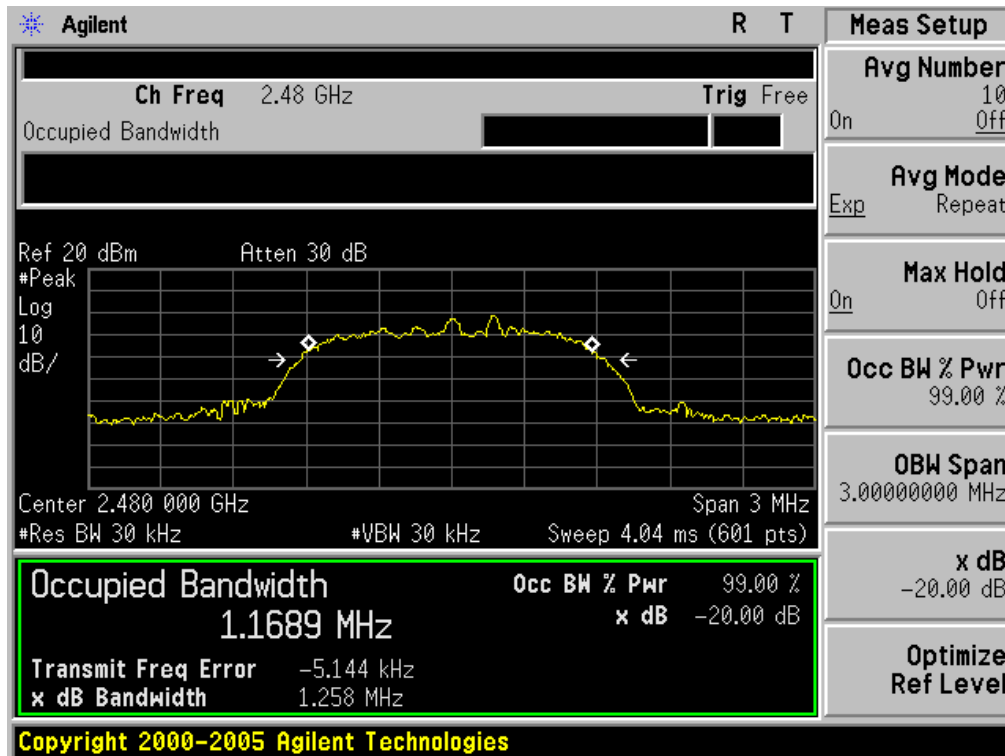 Agilent R T
Ch Freq 2.48 GHz Trig Free
Occupied Bandwidth
Ref 20 dBm Atten 30 dB
#Peak
Log
10
dB/
Center 2.480 000 GHz Span 3 MHz
#Res BW 30 kHz #VBW 30 kHz Sweep 4.04 ms (601 pts)
Occupied Bandwidth
1.1689 MHz
Occ BW % Pwr 99.00 %
x dB -20.00 dB
Transmit Freq Error -5.144 kHz
x dB Bandwidth 1.258 MHz
Copyright 2000-2005 Agilent Technologies
Meas Setup
Avg Number
10
On Off
Avg Mode
Exp Repeat
Max Hold
On Off
Occ BW % Pwr
99.00 %
OBW Span
3.00000000 MHz
x dB
-20.00 dB
Optimize
Ref Level